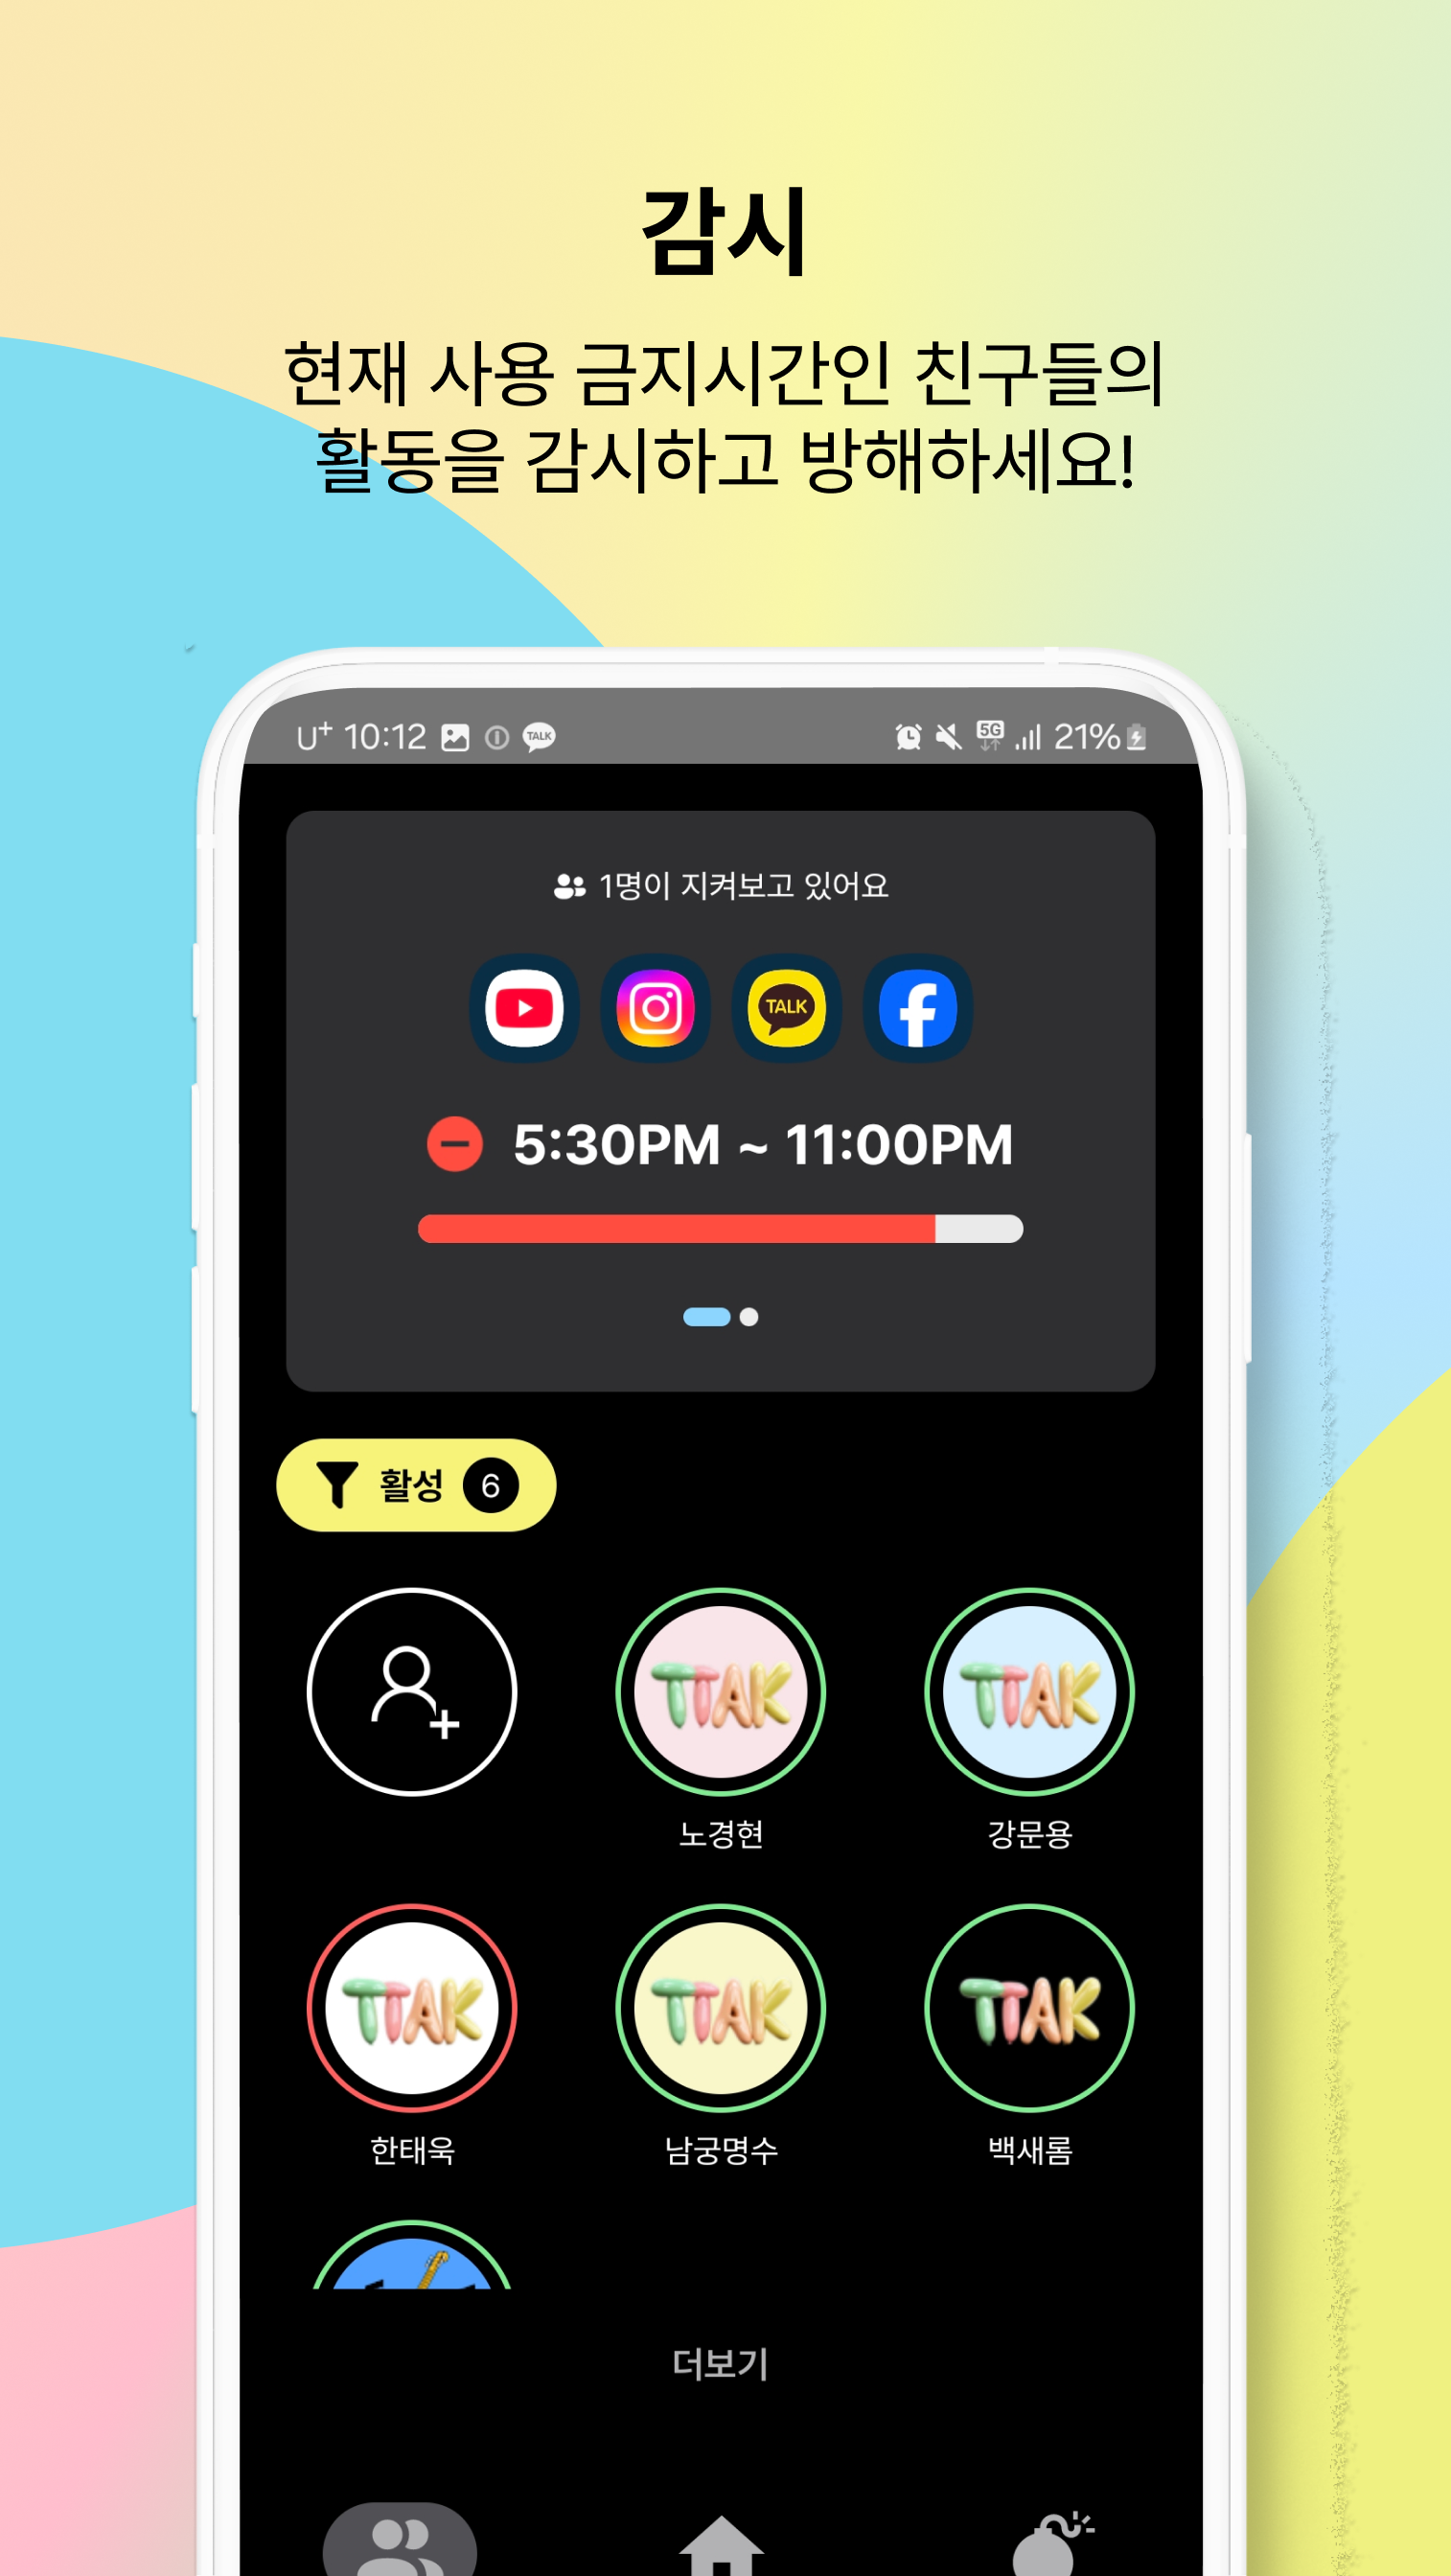 감시
현재 사용 금지시간인 친구들의
활동을 감시하고 방해하세요!
U+ 10:12 TALK 5G 21%
1명이 지켜보고 있어요
TALK
5:30PM ~ 11:00PM
활성 6
TTAK TTAK
노경현 강문용
TTAK TTAK TTAK
한태욱 남궁명수 백새롬
더보기